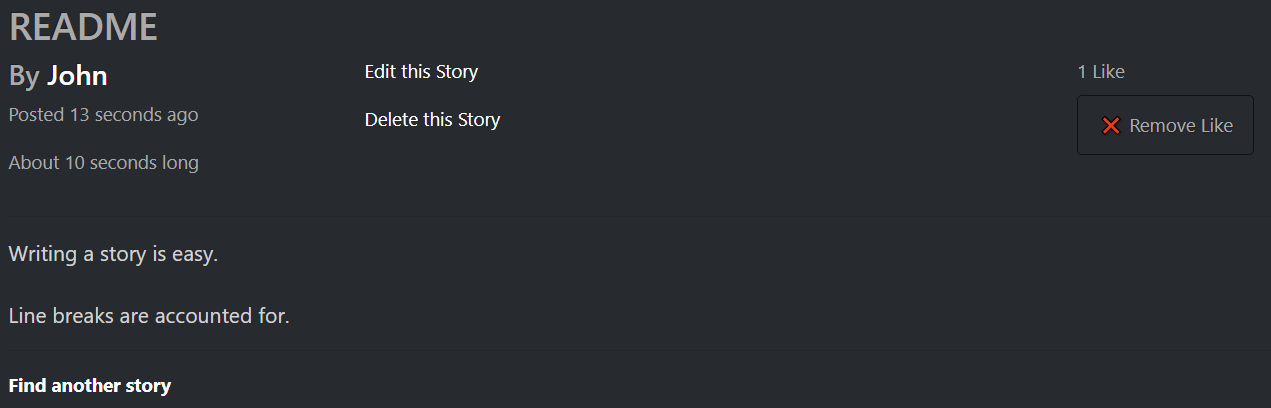 README
By John
Posted 13 seconds ago
About 10 seconds long
Edit this Story
Delete this Story
1 Like
❌ Remove Like
Writing a story is easy.
Line breaks are accounted for.
Find another story